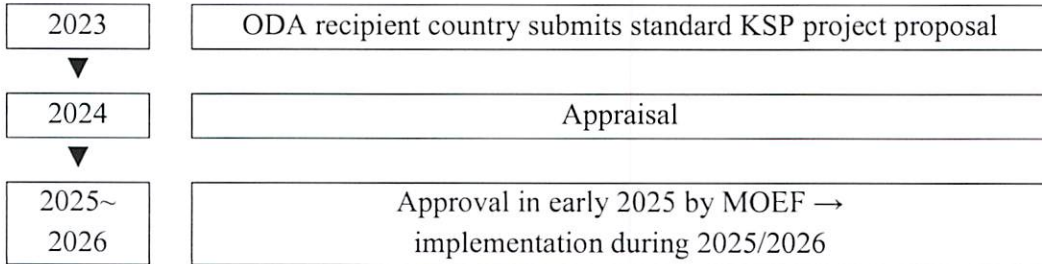 2023
ODA recipient country submits standard KSP project proposal
2024
Appraisal
2025~
2026
Approval in early 2025 by MOEF →
implementation during 2025/2026